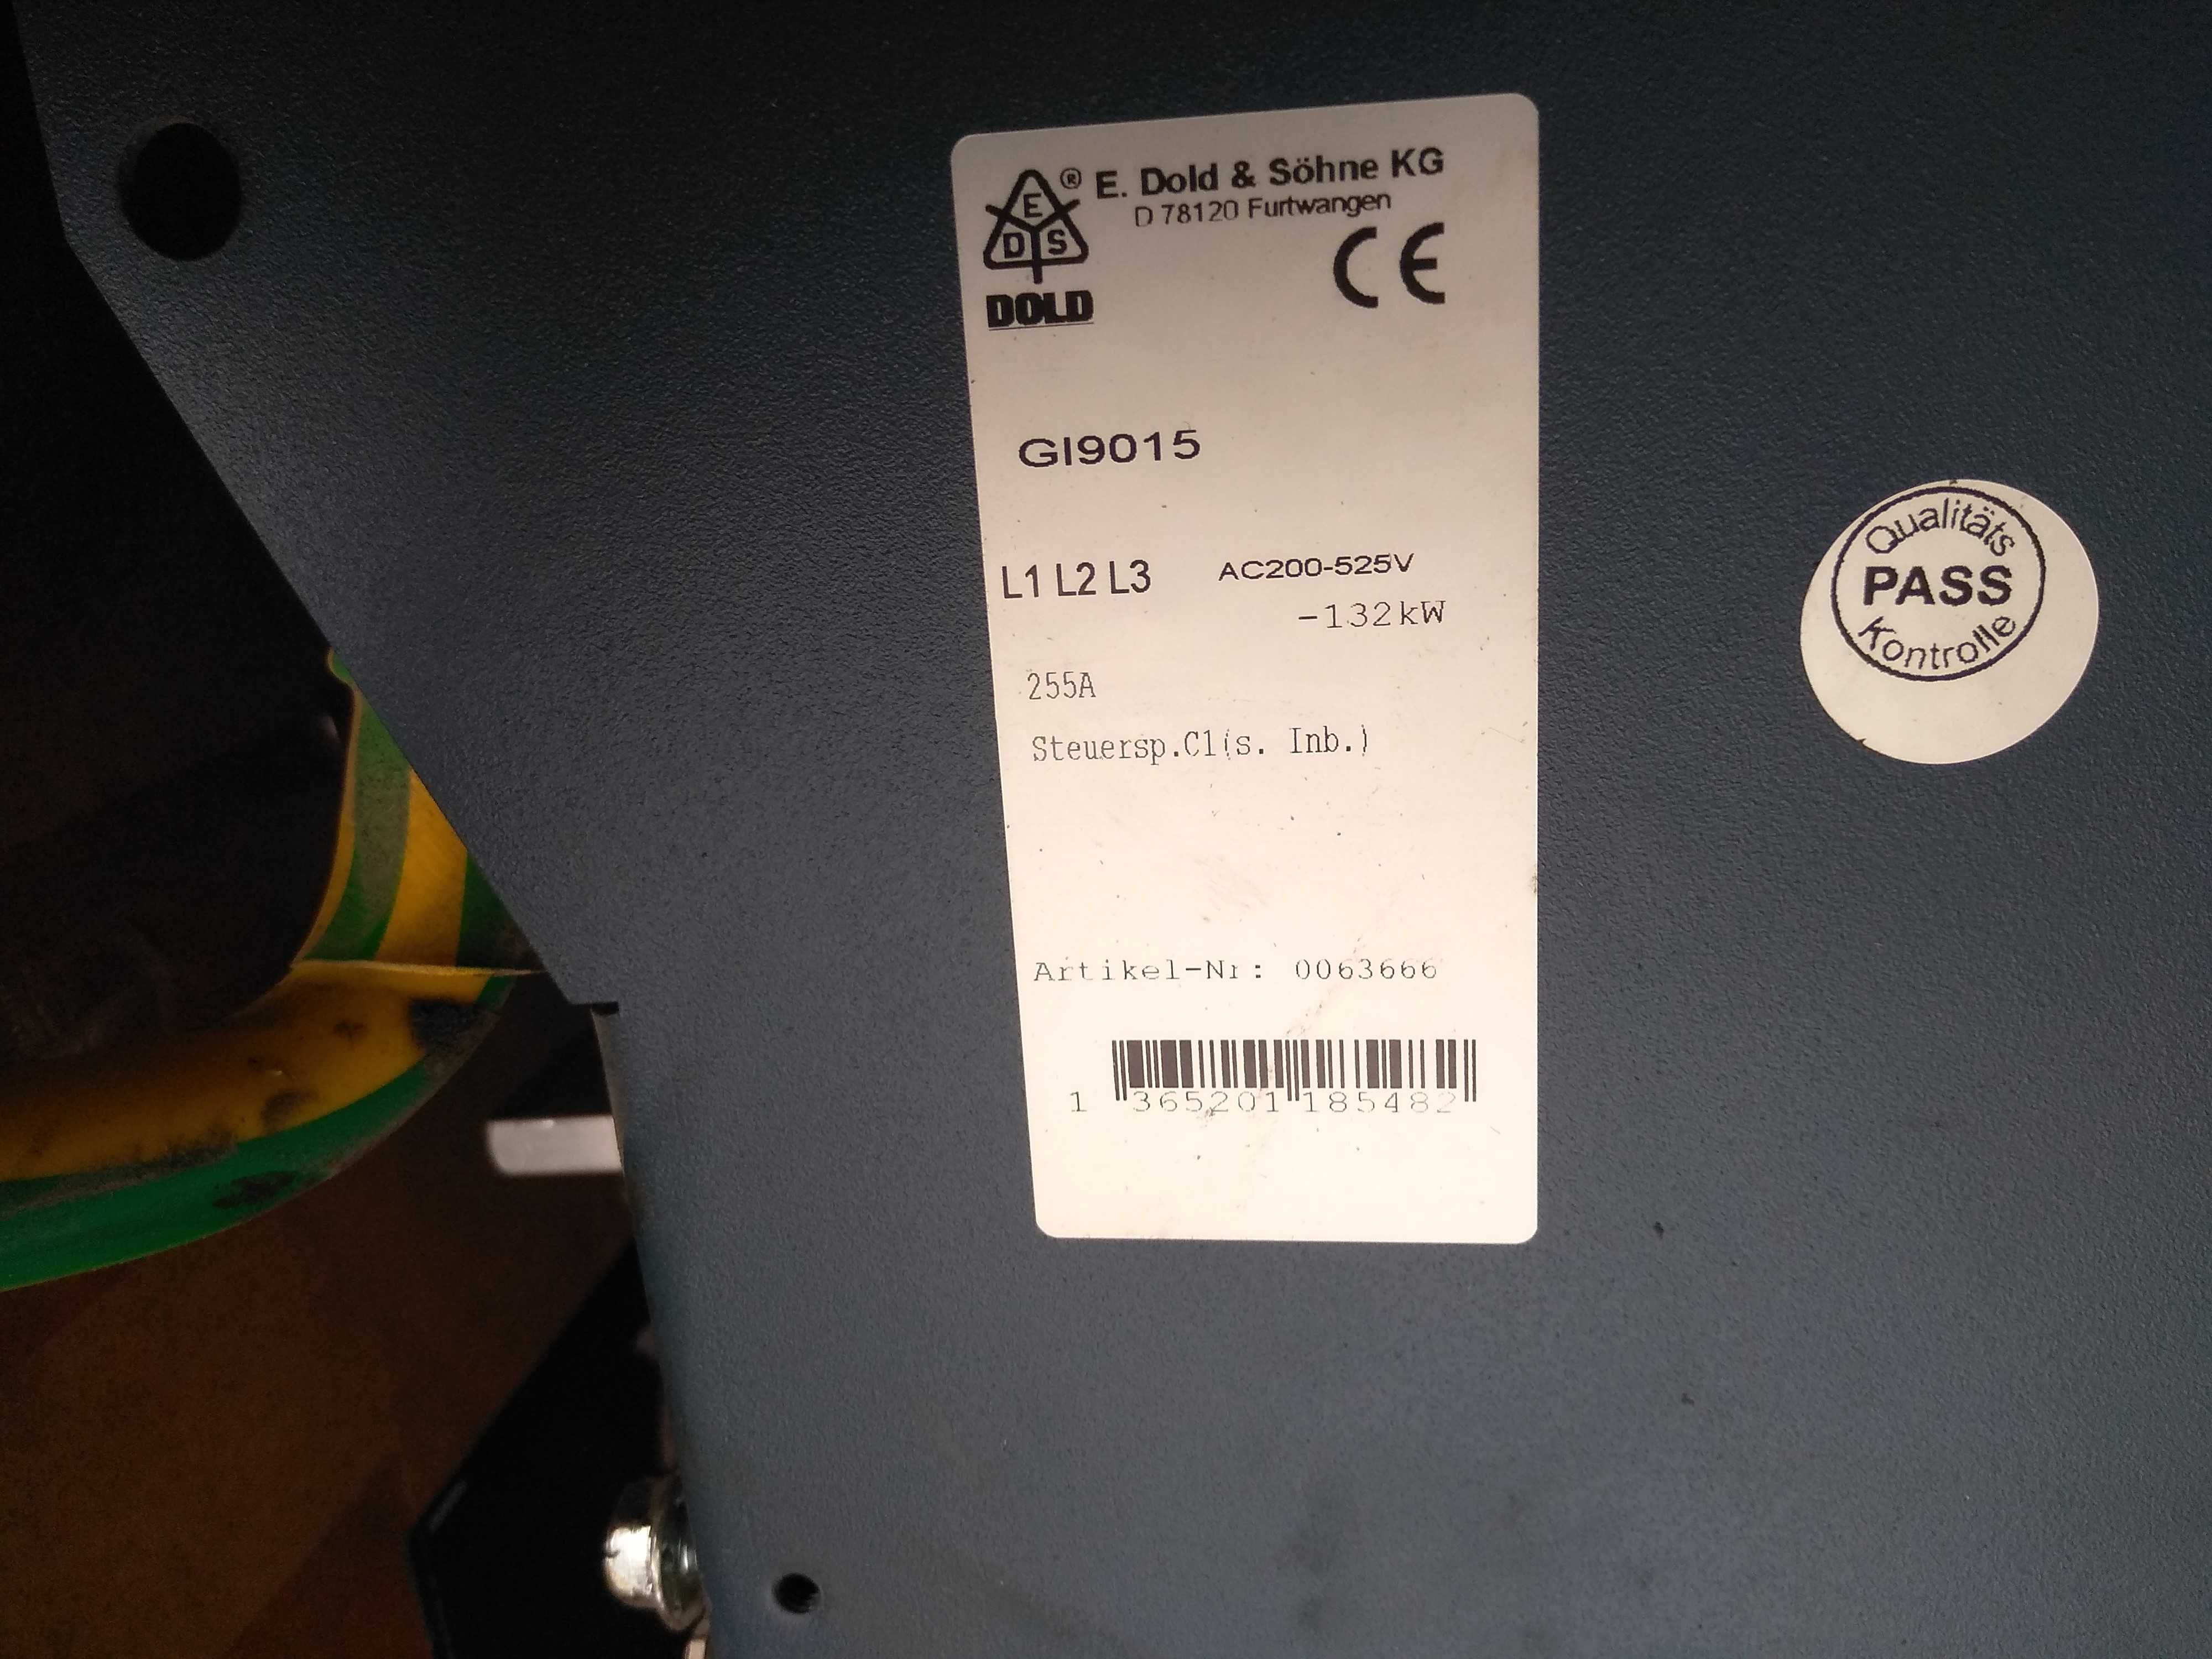 ® E. Dold & Söhne KG
D 78120 Furtwangen
E
D S
DOLD
CE
GI9015
L1 L2 L3 AC200-525V
-132kW
255A
Steuersp.C1(s. Inb.)
Artikel-Nr: 0063666
1 365201 185482
Qualitäts
PASS
Kontrolle